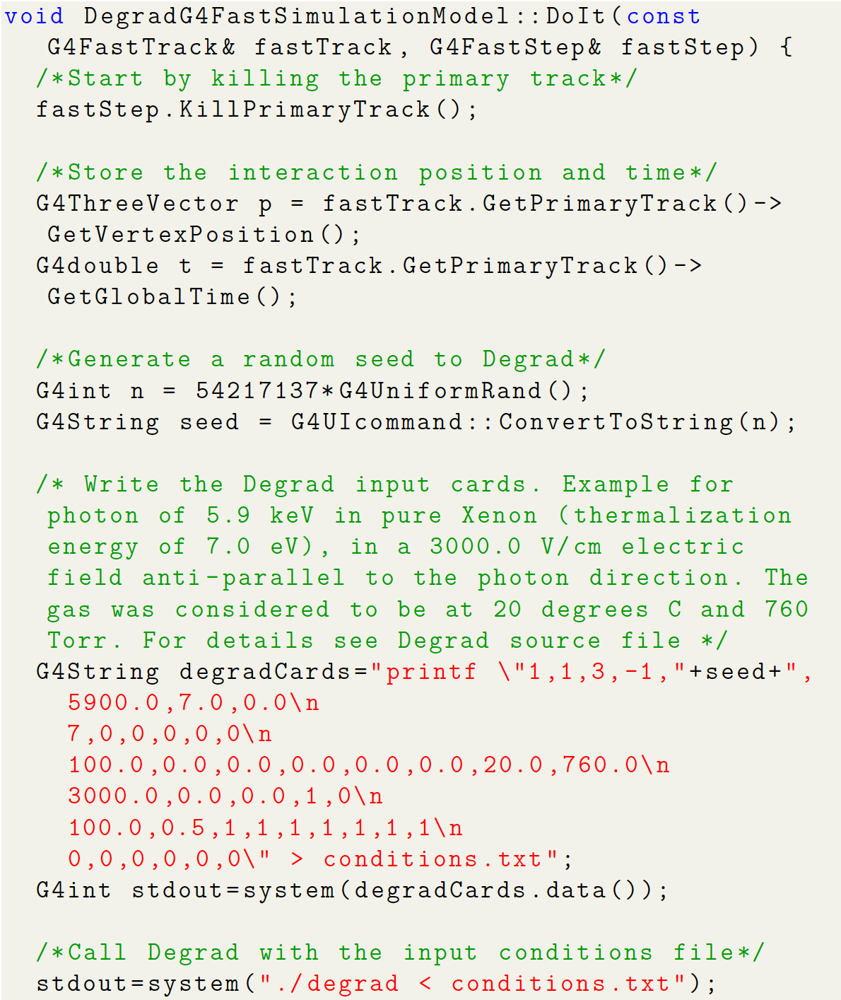 void DegradG4FastSimulationModel::DoIt(const
G4FastTrack& fastTrack, G4FastStep& fastStep) {
/*Start by killing the primary track*/
fastStep.KillPrimaryTrack();
/*Store the interaction position and time*/
G4ThreeVector p = fastTrack.GetPrimaryTrack()->
GetVertexPosition();
G4double t = fastTrack.GetPrimaryTrack()->
GetGlobalTime();
/*Generate a random seed to Degrad*/
G4int n = 54217137*G4UniformRand();
G4String seed = G4UIcommand::ConvertToString(n);
/* Write the Degrad input cards. Example for
photon of 5.9 keV in pure Xenon (thermalization
energy of 7.0 eV), in a 3000.0 V/cm electric
field anti-parallel to the photon direction. The
gas was considered to be at 20 degrees C and 760
Torr. For details see Degrad source file */
G4String degradCards="printf \"1,1,3,-1,"+seed+",
5900.0,7.0,0.0\n
7,0,0,0,0,0\n
100.0,0.0,0.0,0.0,0.0,0.0,20.0,760.0\n
3000.0,0.0,0.0,1,0\n
100.0,0.5,1,1,1,1,1,1,1\n
0,0,0,0,0,0\" > conditions.txt";
G4int stdout=system(degradCards.data());
/*Call Degrad with the input conditions file*/
stdout=system("./degrad < conditions.txt");